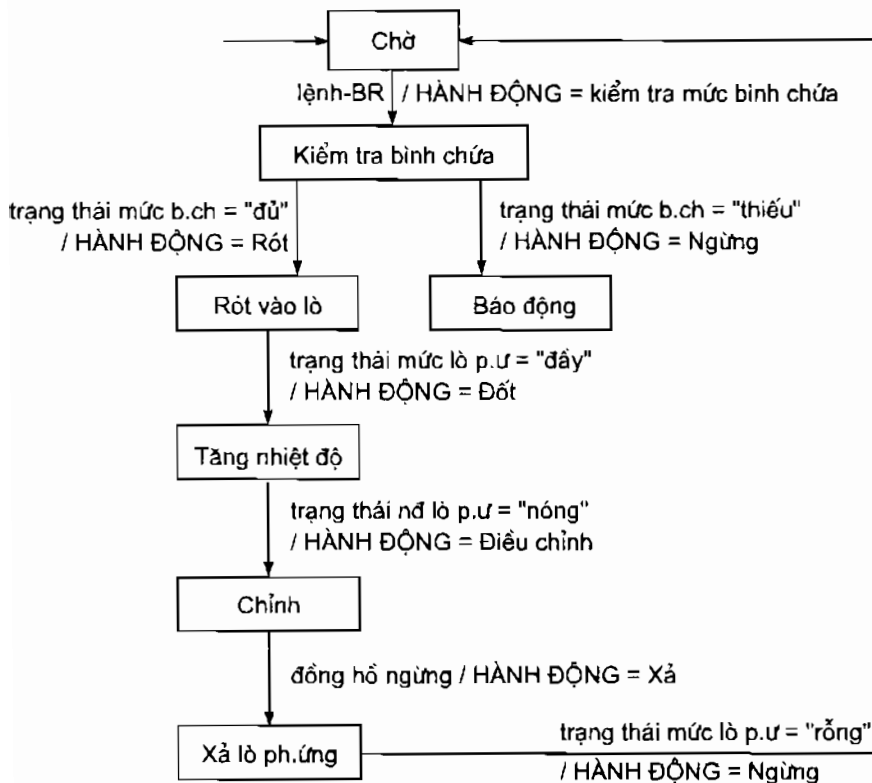 Chờ
lệnh-BR / HÀNH ĐỘNG = kiểm tra mức bình chứa
Kiểm tra bình chứa
trạng thái mức b.ch = "đủ"
/ HÀNH ĐỘNG = Rót
trạng thái mức b.ch = "thiếu"
/ HÀNH ĐỘNG = Ngừng
Rót vào lò
Báo động
trạng thái mức lò p.ư = "đầy"
/ HÀNH ĐỘNG = Đốt
Tăng nhiệt độ
trạng thái nđ lò p.ư = "nóng"
/ HÀNH ĐỘNG = Điều chỉnh
Chỉnh
đồng hồ ngừng / HÀNH ĐỘNG = Xả
Xả lò ph.ứng
trạng thái mức lò p.ư = "rỗng"
/ HÀNH ĐỘNG = Ngừng